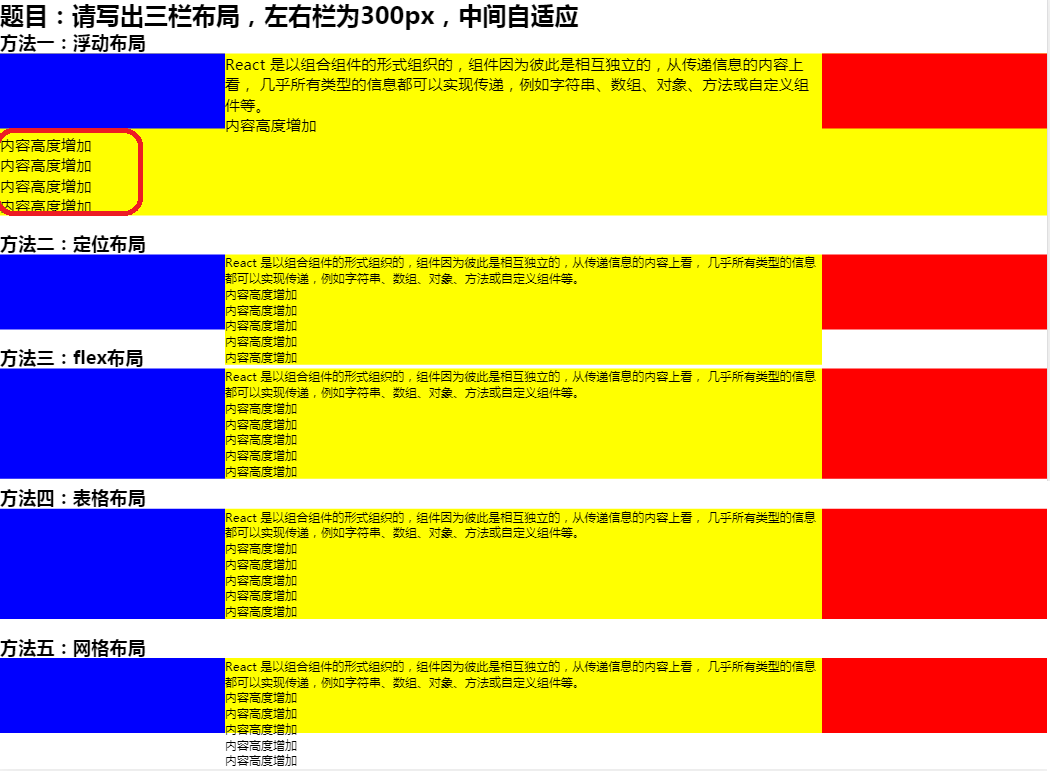 题目：请写出三栏布局，左右栏为300px，中间自适应
方法一：浮动布局
React 是以组合组件的形式组织的，组件因为彼此是相互独立的，从传递信息的内容上
看， 几乎所有类型的信息都可以实现传递，例如字符串、数组、对象、方法或自定义组
件等。
内容高度增加
内容高度增加
内容高度增加
内容高度增加
内容高度增加
方法二：定位布局
React 是以组合组件的形式组织的，组件因为彼此是相互独立的，从传递信息的内容上看， 几乎所有类型的信息
都可以实现传递，例如字符串、数组、对象、方法或自定义组件等。
内容高度增加
内容高度增加
内容高度增加
内容高度增加
内容高度增加
方法三：flex布局
React 是以组合组件的形式组织的，组件因为彼此是相互独立的，从传递信息的内容上看， 几乎所有类型的信息
都可以实现传递，例如字符串、数组、对象、方法或自定义组件等。
内容高度增加
内容高度增加
内容高度增加
内容高度增加
内容高度增加
方法四：表格布局
React 是以组合组件的形式组织的，组件因为彼此是相互独立的，从传递信息的内容上看， 几乎所有类型的信息
都可以实现传递，例如字符串、数组、对象、方法或自定义组件等。
内容高度增加
内容高度增加
内容高度增加
内容高度增加
内容高度增加
方法五：网格布局
React 是以组合组件的形式组织的，组件因为彼此是相互独立的，从传递信息的内容上看， 几乎所有类型的信息
都可以实现传递，例如字符串、数组、对象、方法或自定义组件等。
内容高度增加
内容高度增加
内容高度增加
内容高度增加
内容高度增加